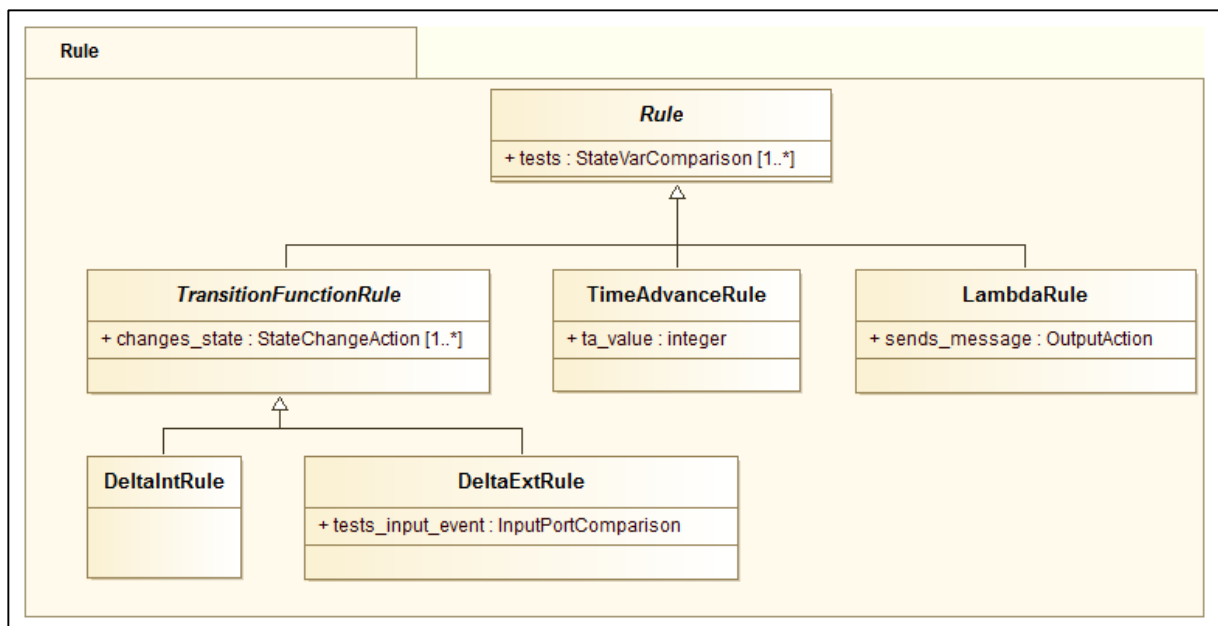 Rule
Rule
+ tests : StateVarComparison [1..*]
TransitionFunctionRule
+ changes_state : StateChangeAction [1..*]
TimeAdvanceRule
+ ta_value : integer
LambdaRule
+ sends_message : OutputAction
DeltaIntRule
DeltaExtRule
+ tests_input_event : InputPortComparison